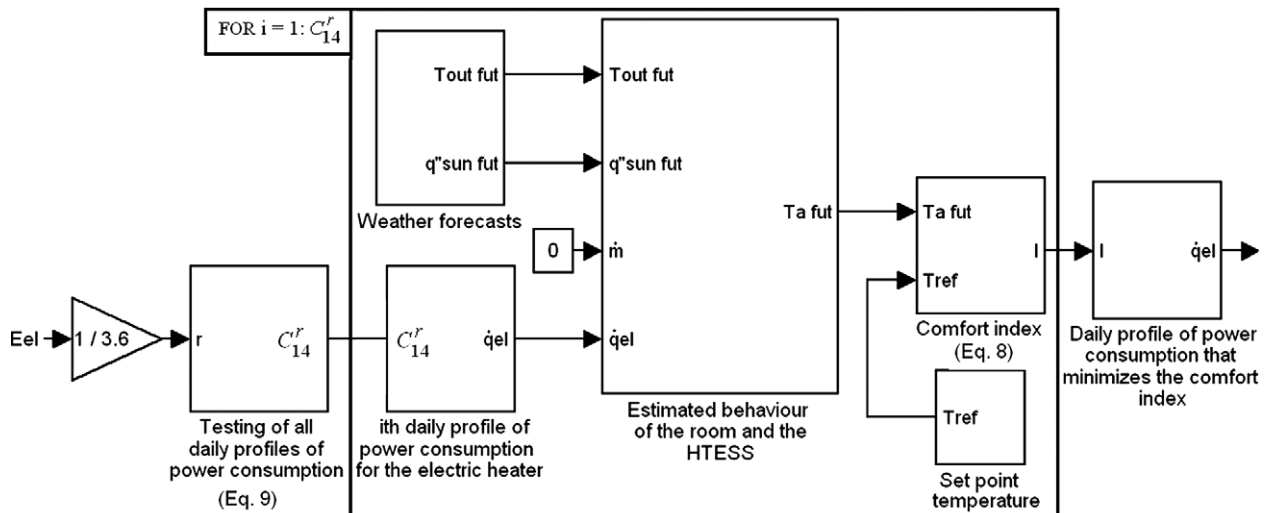 FOR i = 1: C^r_14
Tout fut
Tout fut
q"sun fut
q"sun fut
Weather forecasts
Ta fut
Ta fut
0
ṁ
I
I
q̇el
Tref
Eel
1 / 3.6
r
C^r_14
C^r_14
q̇el
q̇el
Comfort index
(Eq. 8)
Daily profile of power
consumption that
minimizes the comfort
index
Testing of all
daily profiles of
power consumption
(Eq. 9)
ith daily profile of
power consumption
for the electric heater
Estimated behaviour
of the room and the
HTESS
Tref
Set point
temperature